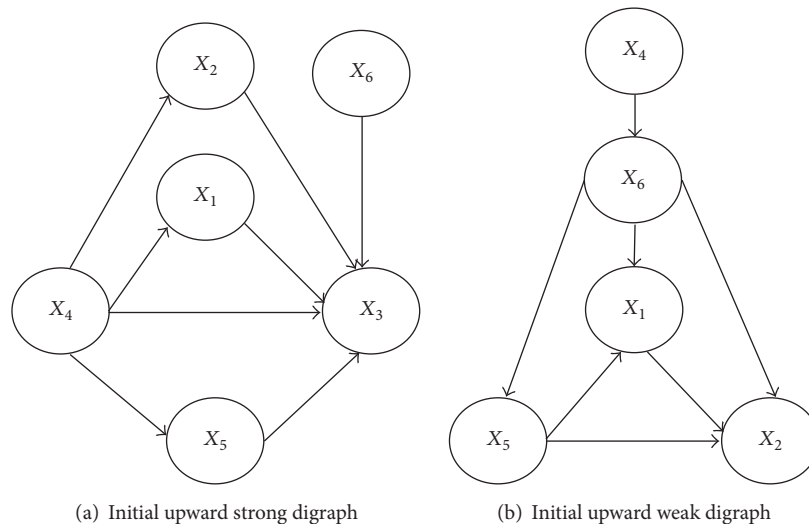 X₂
X₆
X₁
X₄
X₃
X₅
(a) Initial upward strong digraph
X₄
X₆
X₁
X₅
X₂
(b) Initial upward weak digraph